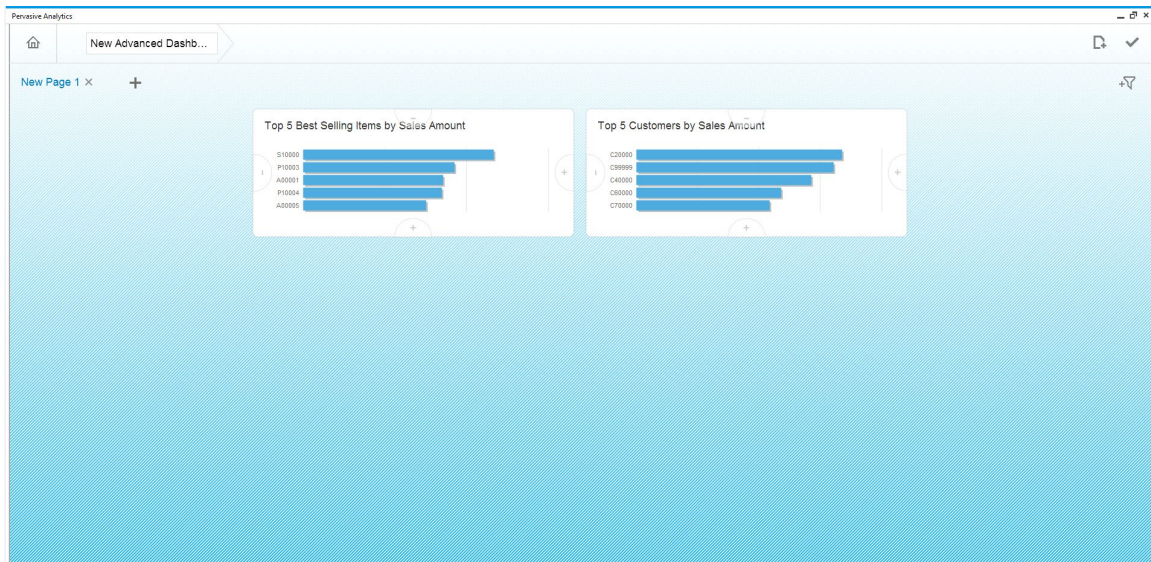 Pervasive Analytics
New Advanced Dashb...
New Page 1
Top 5 Best Selling Items by Sales Amount
S10000
P10003
A00001
P10004
A00005
Top 5 Customers by Sales Amount
C20000
C99999
C40000
C60000
C70000